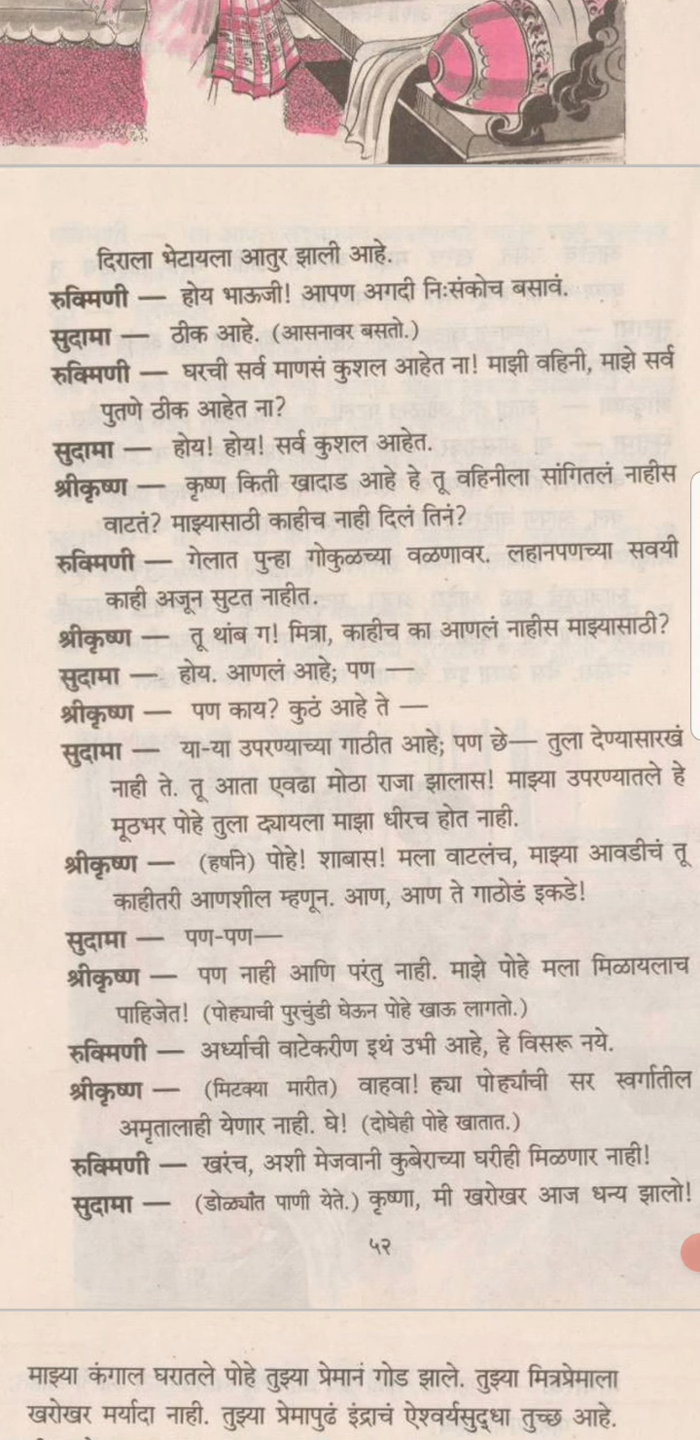 दिराला भेटायला आतुर झाली आहे.
रुक्मिणी — होय भाऊजी! आपण अगदी निःसंकोच बसावं.
सुदामा — ठीक आहे. (आसनावर बसतो.)
रुक्मिणी — घरची सर्व माणसं कुशल आहेत ना! माझी वहिनी, माझे सर्व
पुतणे ठीक आहेत ना?
सुदामा — होय! होय! सर्व कुशल आहेत.
श्रीकृष्ण — कृष्ण किती खादाड आहे हे तू वहिनीला सांगितलं नाहीस
वाटतं? माझ्यासाठी काहीच नाही दिलं तिनं?
रुक्मिणी — गेलात पुन्हा गोकुळच्या वळणावर. लहानपणच्या सवयी
काही अजून सुटत नाहीत.
श्रीकृष्ण — तू थांब ग! मित्रा, काहीच का आणलं नाहीस माझ्यासाठी?
सुदामा — होय. आणलं आहे; पण —
श्रीकृष्ण — पण काय? कुठं आहे ते —
सुदामा — या-या उपरण्याच्या गाठीत आहे; पण छे— तुला देण्यासारखं
नाही ते. तू आता एवढा मोठा राजा झालास! माझ्या उपरण्यातले हे
मूठभर पोहे तुला द्यायला माझा धीरच होत नाही.
श्रीकृष्ण — (हर्षाने) पोहे! शाबास! मला वाटलंच, माझ्या आवडीचं तू
काहीतरी आणशील म्हणून. आण, आण ते गाठोडं इकडे!
सुदामा — पण-पण—
श्रीकृष्ण — पण नाही आणि परंतु नाही. माझे पोहे मला मिळायलाच
पाहिजेत! (पोह्याची पुरचुंडी घेऊन पोहे खाऊ लागतो.)
रुक्मिणी — अर्ध्याची वाटेकरीण इथं उभी आहे, हे विसरू नये.
श्रीकृष्ण — (मिटक्या मारीत) वाहवा! ह्या पोह्यांची सर स्वर्गातील
अमृतालाही येणार नाही. घे! (दोघेही पोहे खातात.)
रुक्मिणी — खरंच, अशी मेजवानी कुबेराच्या घरीही मिळणार नाही!
सुदामा — (डोळ्यांत पाणी येते.) कृष्णा, मी खरोखर आज धन्य झालो!
५२
माझ्या कंगाल घरातले पोहे तुझ्या प्रेमानं गोड झाले. तुझ्या मित्रप्रेमाला
खरोखर मर्यादा नाही. तुझ्या प्रेमापुढं इंद्राचं ऐश्वर्यसुद्धा तुच्छ आहे.